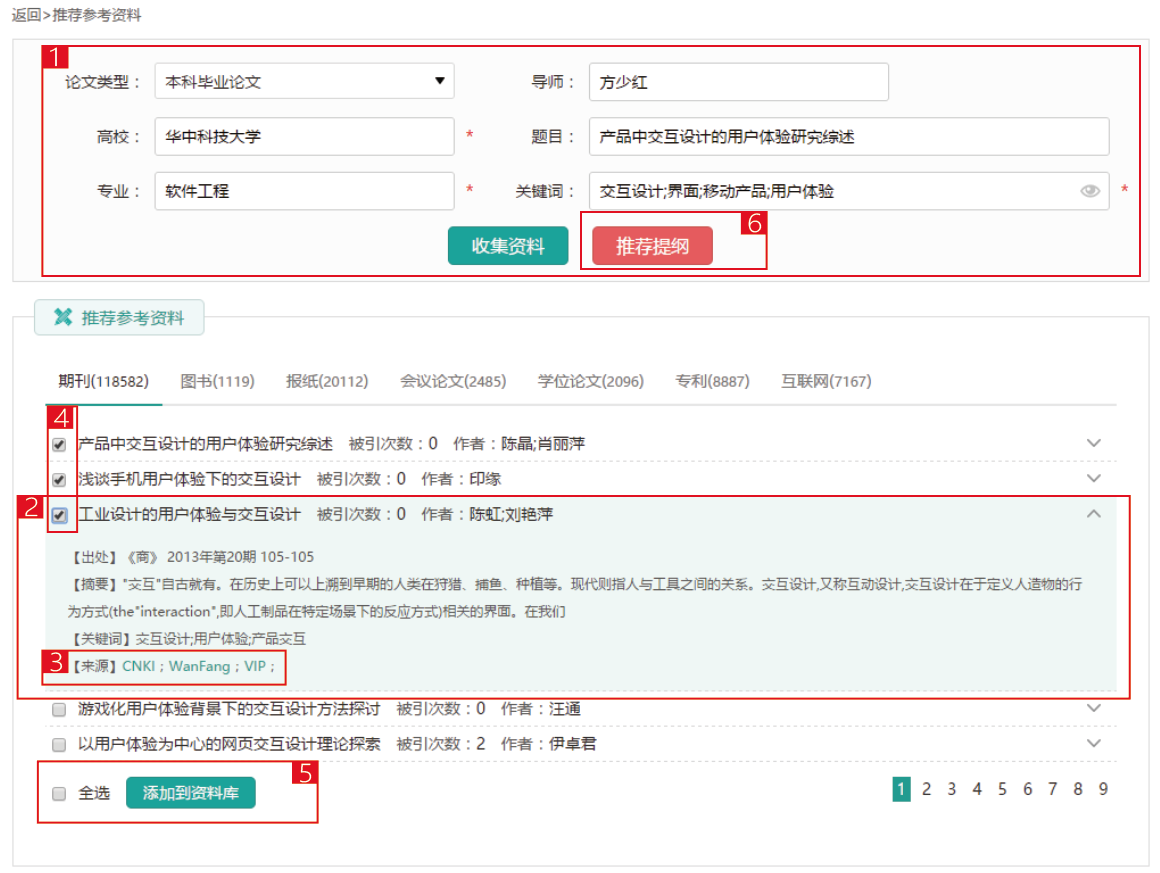 返回>推荐参考资料
1
论文类型： 本科毕业论文 导师： 方少红
高校： 华中科技大学 * 题目： 产品中交互设计的用户体验研究综述
专业： 软件工程 * 关键词： 交互设计;界面;移动产品;用户体验 *
收集资料 推荐提纲 6
推荐参考资料
期刊(118582) 图书(1119) 报纸(20112) 会议论文(2485) 学位论文(2096) 专利(8887) 互联网(7167)
4
产品中交互设计的用户体验研究综述 被引次数：0 作者：陈晶;肖丽萍
浅谈手机用户体验下的交互设计 被引次数：0 作者：印缘
2 工业设计的用户体验与交互设计 被引次数：0 作者：陈虹;刘艳萍
【出处】《商》 2013年第20期 105-105
【摘要】"交互"自古就有。在历史上可以上溯到早期的人类在狩猎、捕鱼、种植等。现代则指人与工具之间的关系。交互设计,又称互动设计,交互设计在于定义人造物的行
为方式(the"interaction",即人工制品在特定场景下的反应方式)相关的界面。在我们
【关键词】交互设计;用户体验;产品交互
3 【来源】CNKI；WanFang；VIP；
游戏化用户体验背景下的交互设计方法探讨 被引次数：0 作者：汪通
以用户体验为中心的网页交互设计理论探索 被引次数：2 作者：伊卓君
5
全选 添加到资料库 1 2 3 4 5 6 7 8 9